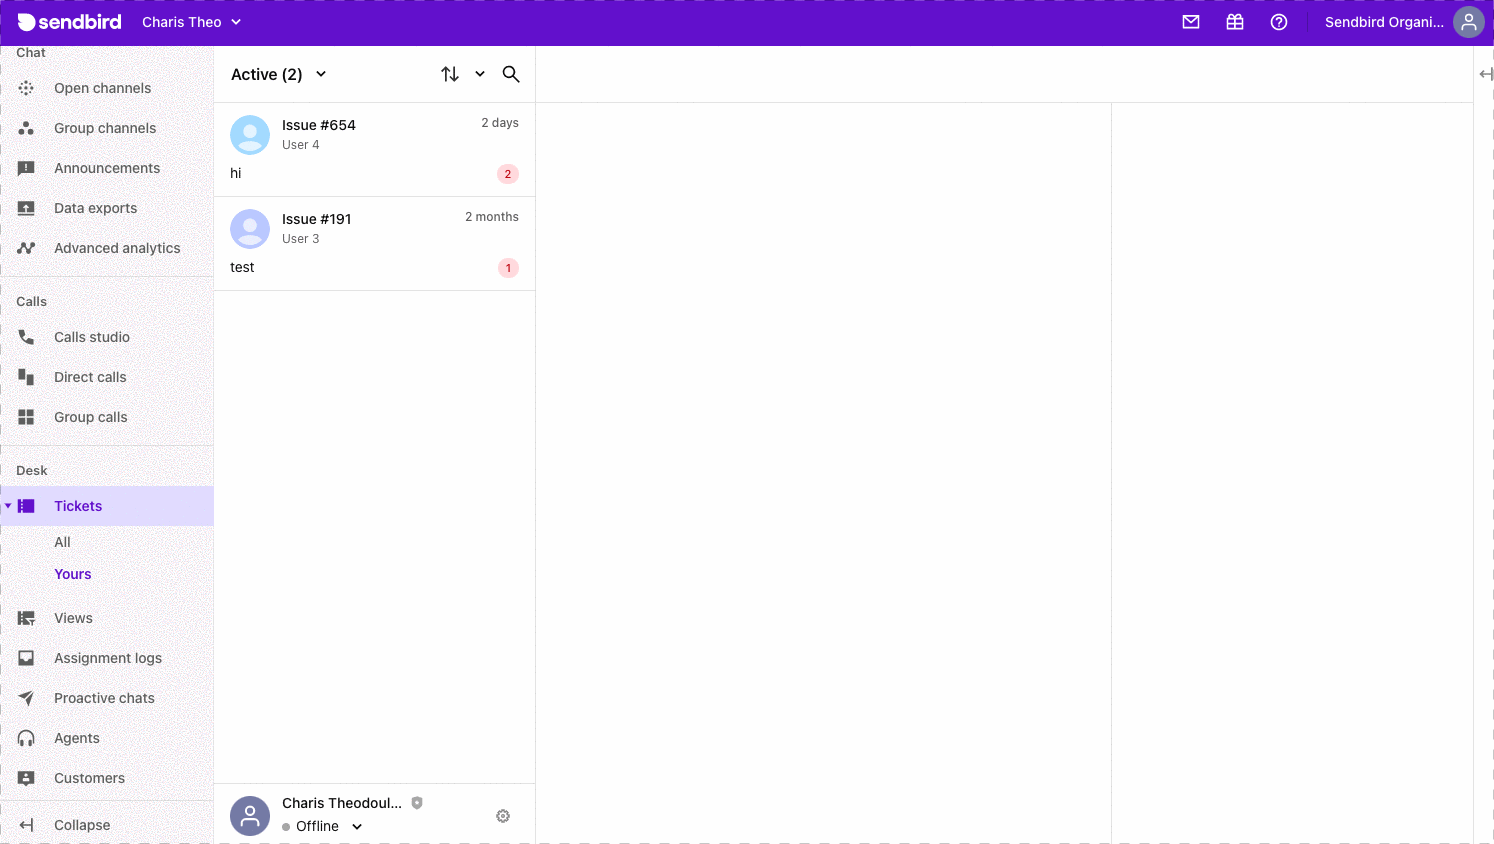 sendbird
Charis Theo
Sendbird Organi...
Chat
Open channels
Group channels
Announcements
Data exports
Advanced analytics
Calls
Calls studio
Direct calls
Group calls
Desk
Tickets
All
Yours
Views
Assignment logs
Proactive chats
Agents
Customers
Collapse
Active (2)
Issue #654
2 days
User 4
hi
2
Issue #191
2 months
User 3
test
1
Charis Theodoul...
Offline